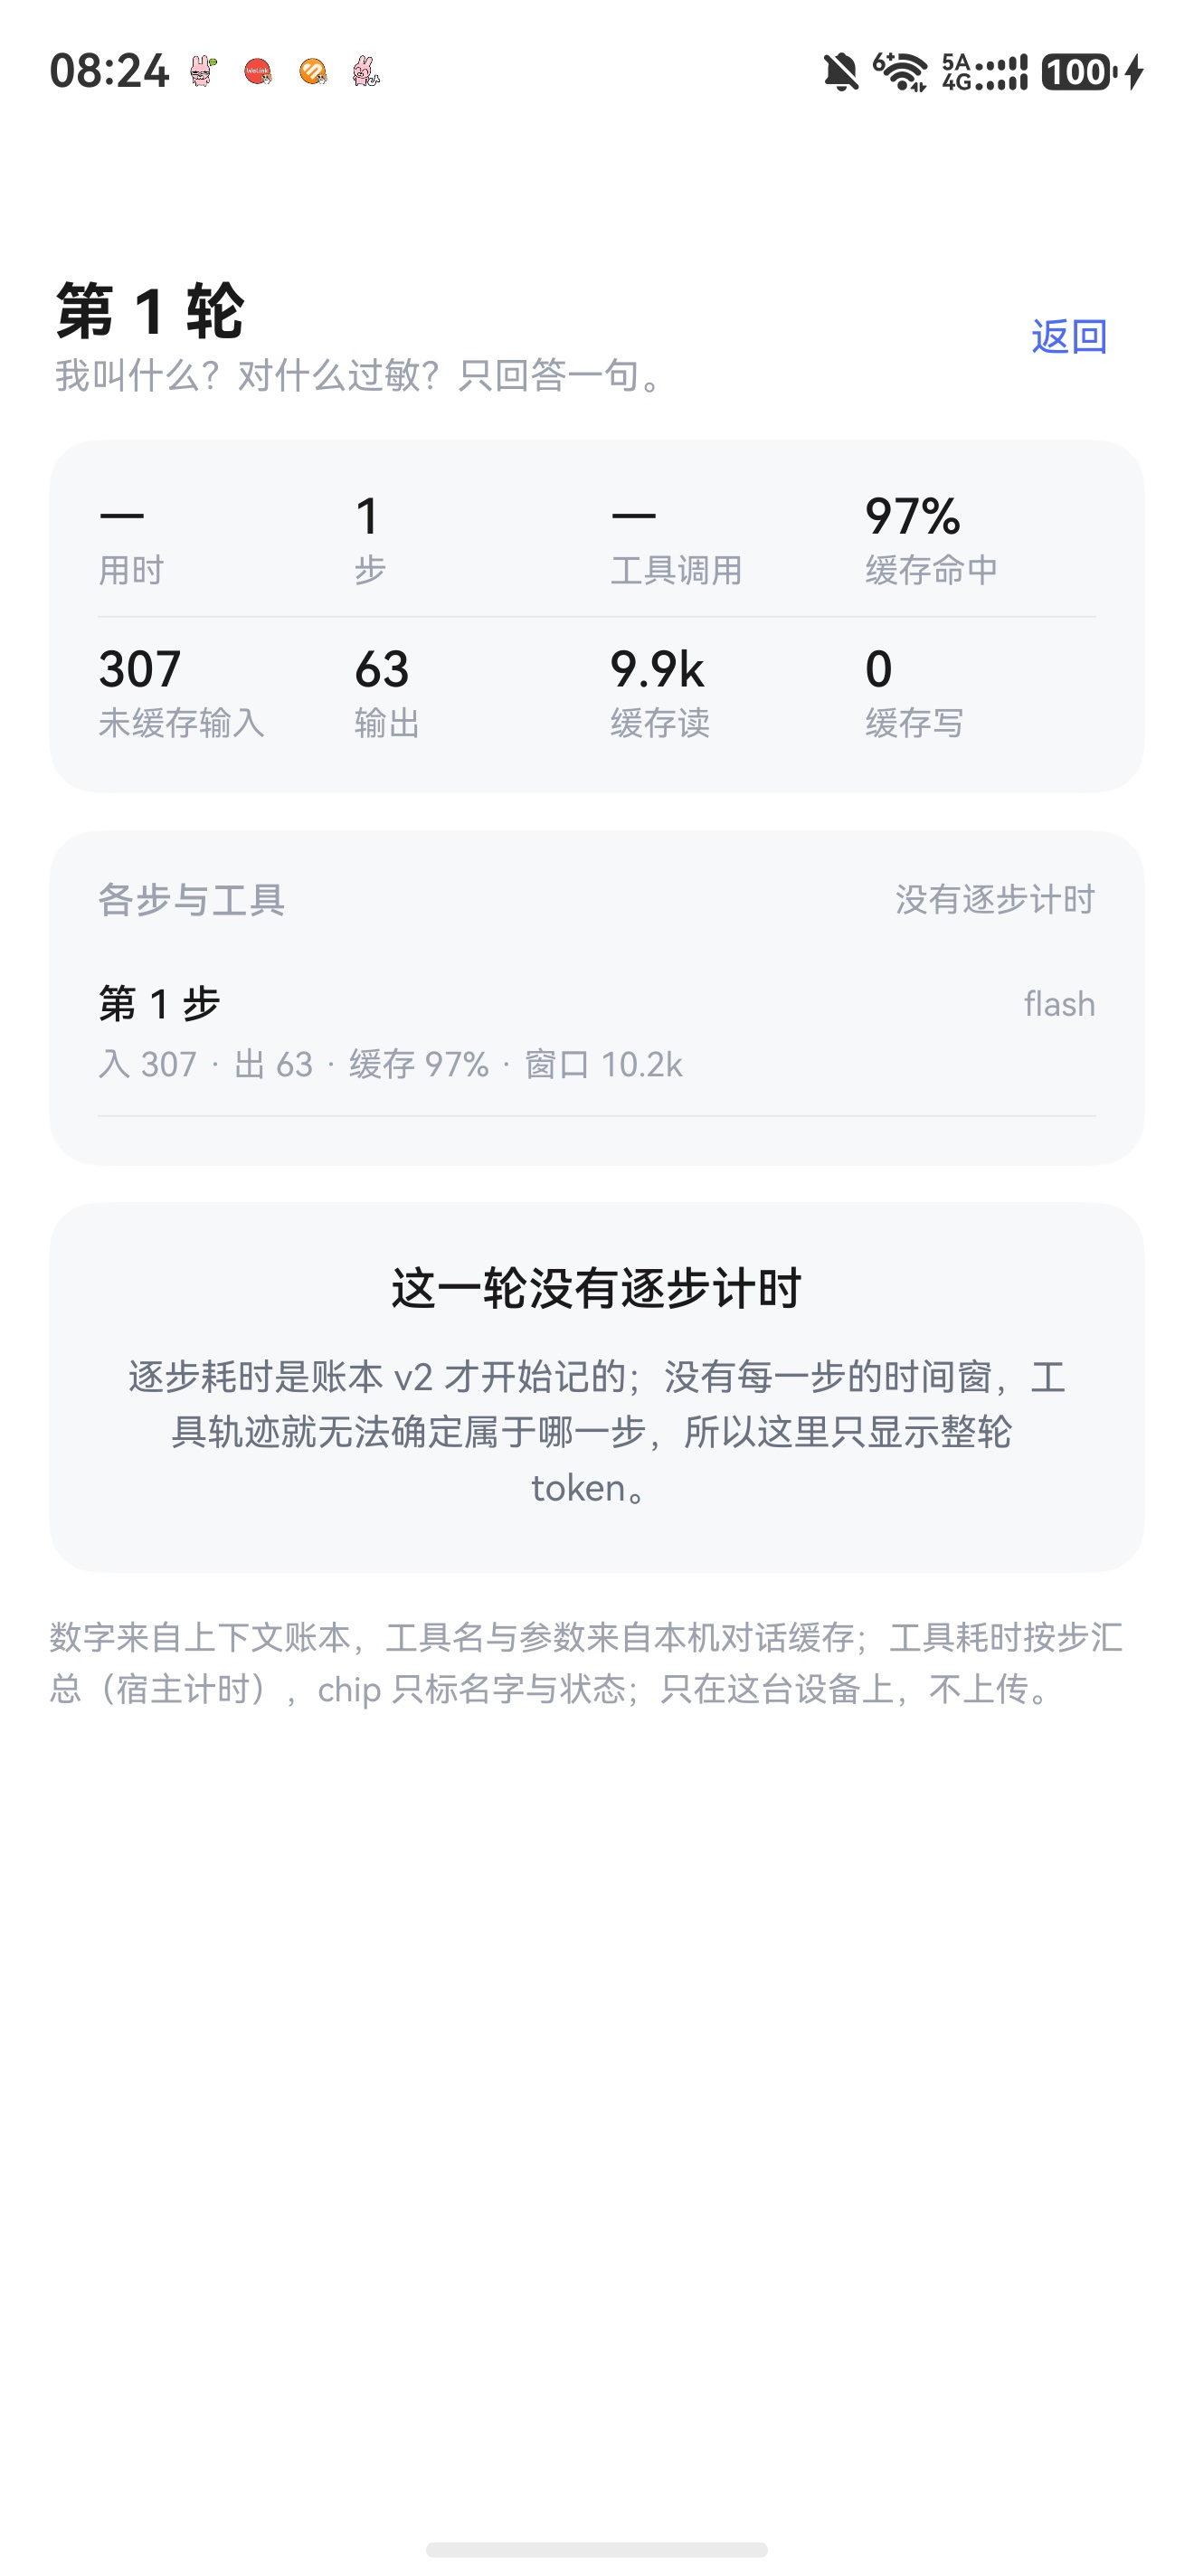 08:24
WeLink
6+
5A
4G
100
第 1 轮
返回
我叫什么？对什么过敏？只回答一句。
— 1 — 97%
用时 步 工具调用 缓存命中
307 63 9.9k 0
未缓存输入 输出 缓存读 缓存写
各步与工具 没有逐步计时
第 1 步 flash
入 307 · 出 63 · 缓存 97% · 窗口 10.2k
这一轮没有逐步计时
逐步耗时是账本 v2 才开始记的；没有每一步的时间窗，工
具轨迹就无法确定属于哪一步，所以这里只显示整轮
token。
数字来自上下文账本，工具名与参数来自本机对话缓存；工具耗时按步汇
总（宿主计时），chip 只标名字与状态；只在这台设备上，不上传。